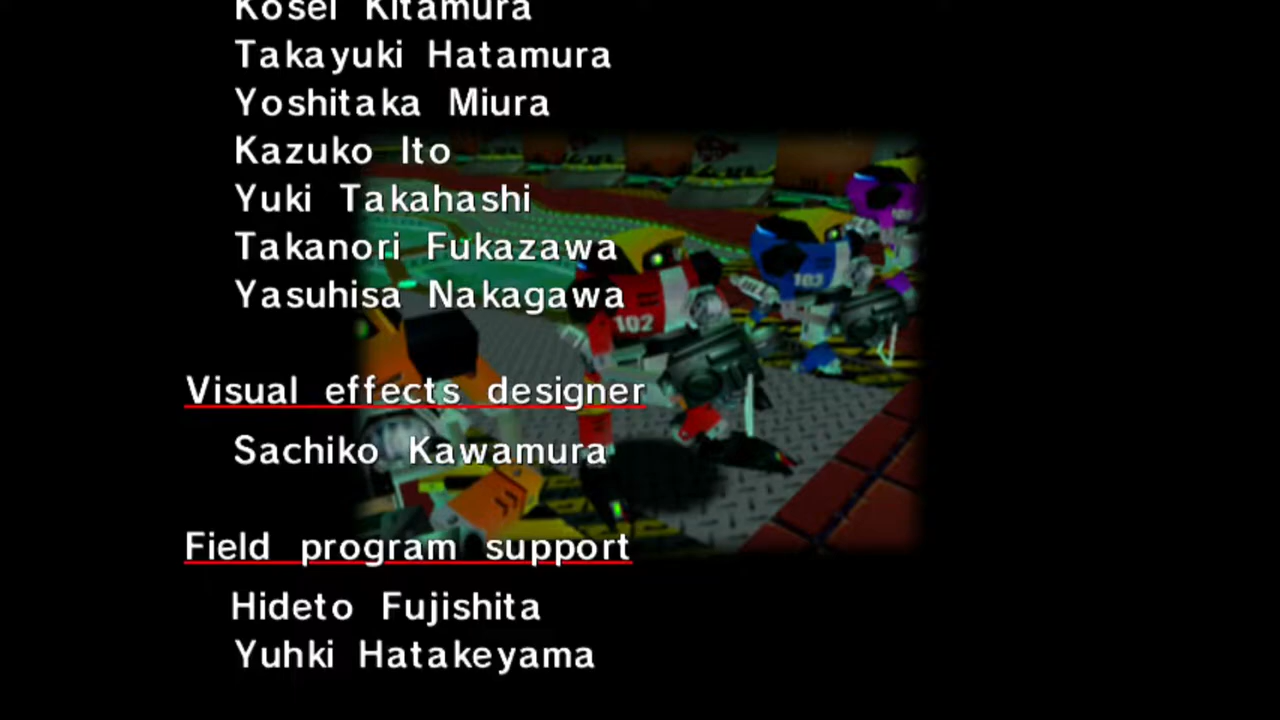 Kosei Kitamura
Takayuki Hatamura
Yoshitaka Miura
Kazuko Ito
Yuki Takahashi
Takanori Fukazawa
Yasuhisa Nakagawa
Visual effects designer
Sachiko Kawamura
Field program support
Hideto Fujishita
Yuhki Hatakeyama
102
103